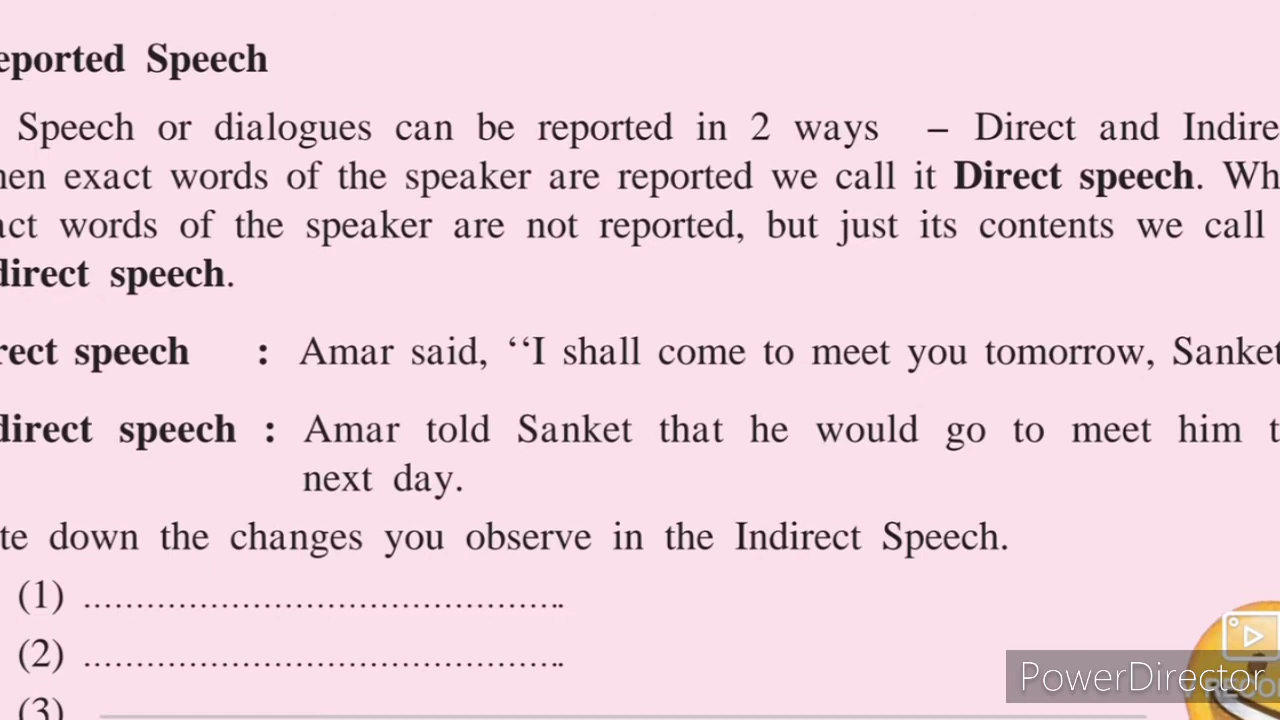 eported Speech
Speech or dialogues can be reported in 2 ways – Direct and Indire
en exact words of the speaker are reported we call it Direct speech. Wh
act words of the speaker are not reported, but just its contents we call
direct speech.
rect speech : Amar said, ‘‘I shall come to meet you tomorrow, Sanket
direct speech : Amar told Sanket that he would go to meet him t
next day.
te down the changes you observe in the Indirect Speech.
(1) ..............................................
(2) ..............................................
(3)
PowerDirector